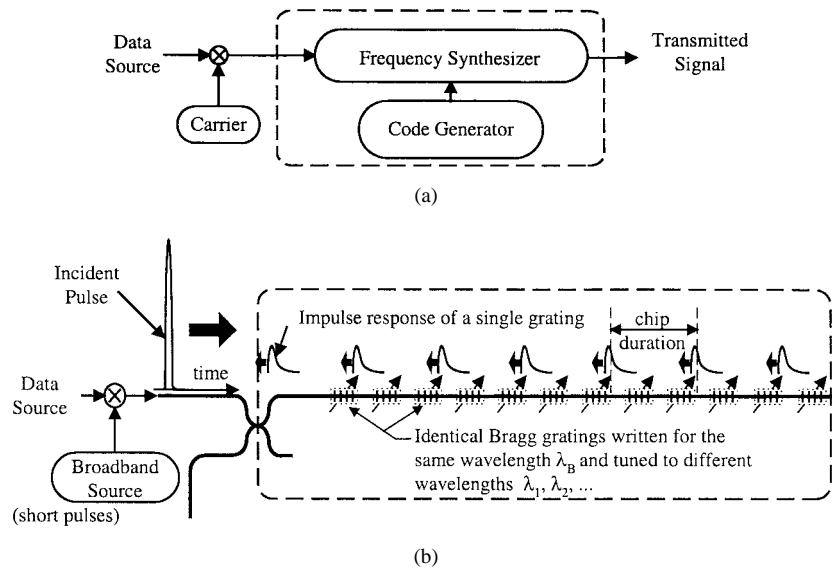 Data
Source
Frequency Synthesizer
Transmitted
Signal
Carrier
Code Generator
(a)
Incident
Pulse
Impulse response of a single grating
chip
duration
time
Data
Source
Identical Bragg gratings written for the
same wavelength λB and tuned to different
wavelengths λ1, λ2, ...
Broadband
Source
(short pulses)
(b)